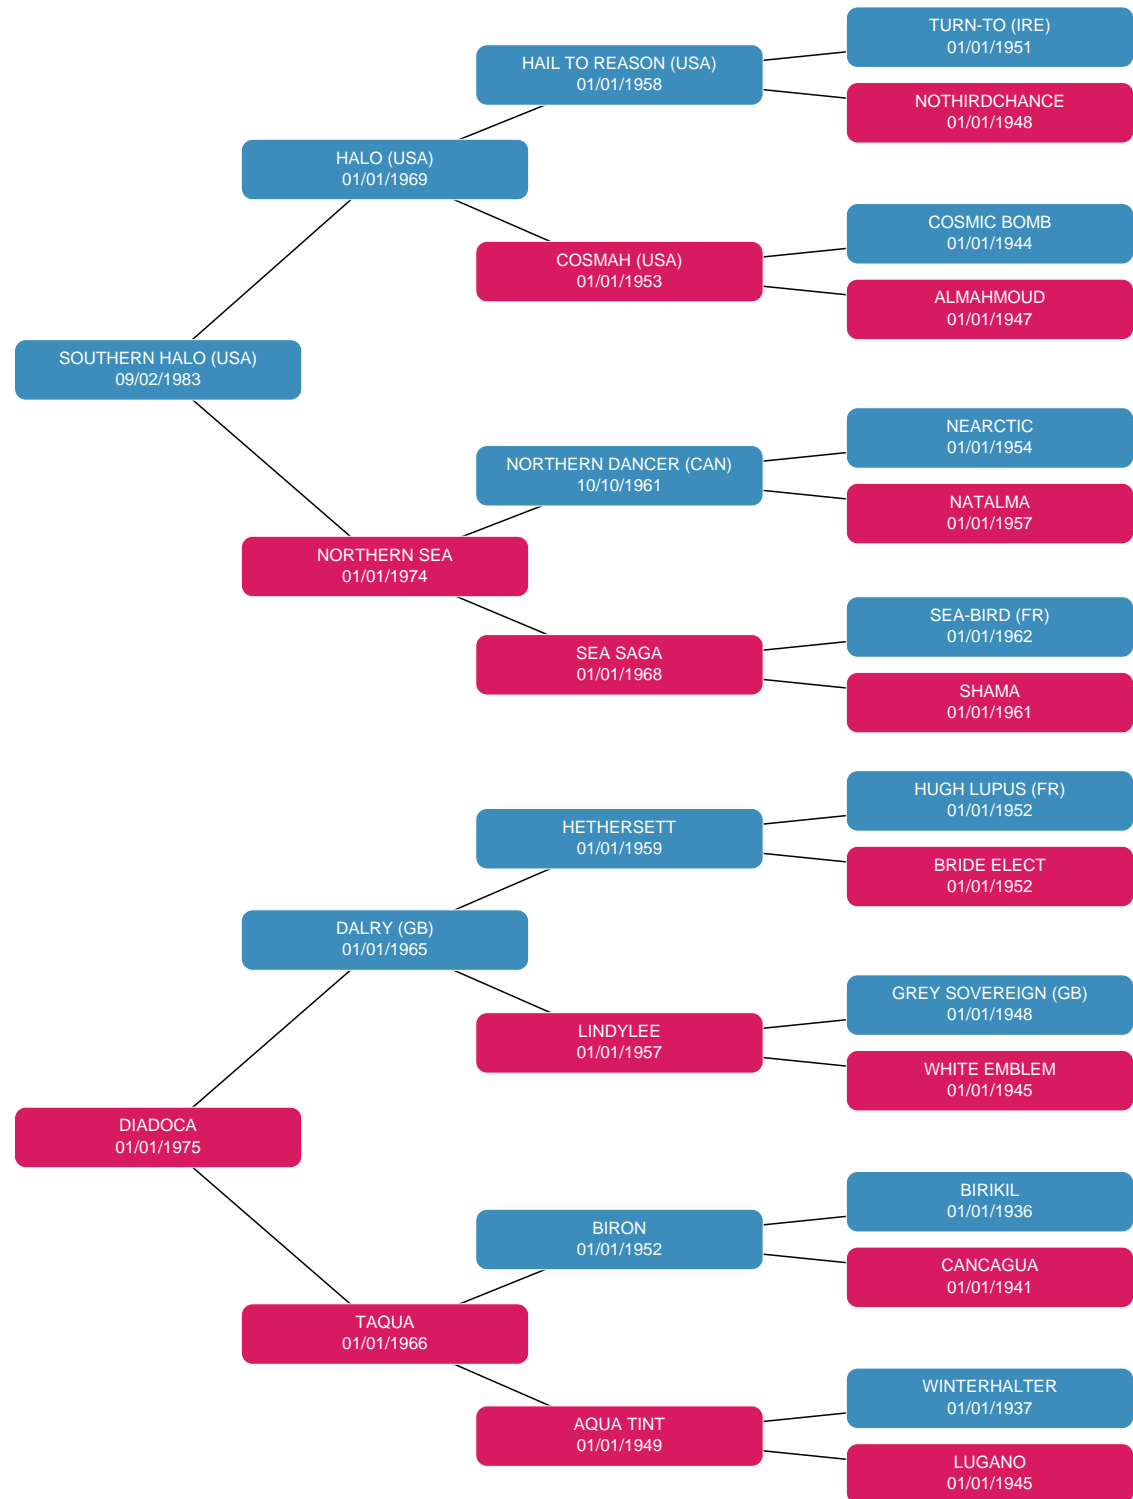 TURN-TO (IRE)
01/01/1951
HAIL TO REASON (USA)
01/01/1958
NOTHIRDCHANCE
01/01/1948
HALO (USA)
01/01/1969
COSMIC BOMB
01/01/1944
COSMAH (USA)
01/01/1953
ALMAHMOUD
01/01/1947
SOUTHERN HALO (USA)
09/02/1983
NEARCTIC
01/01/1954
NORTHERN DANCER (CAN)
10/10/1961
NATALMA
01/01/1957
NORTHERN SEA
01/01/1974
SEA-BIRD (FR)
01/01/1962
SEA SAGA
01/01/1968
SHAMA
01/01/1961
HUGH LUPUS (FR)
01/01/1952
HETHERSETT
01/01/1959
BRIDE ELECT
01/01/1952
DALRY (GB)
01/01/1965
GREY SOVEREIGN (GB)
01/01/1948
LINDYLEE
01/01/1957
WHITE EMBLEM
01/01/1945
DIADOCA
01/01/1975
BIRIKIL
01/01/1936
BIRON
01/01/1952
CANCAGUA
01/01/1941
TAQUA
01/01/1966
WINTERHALTER
01/01/1937
AQUA TINT
01/01/1949
LUGANO
01/01/1945